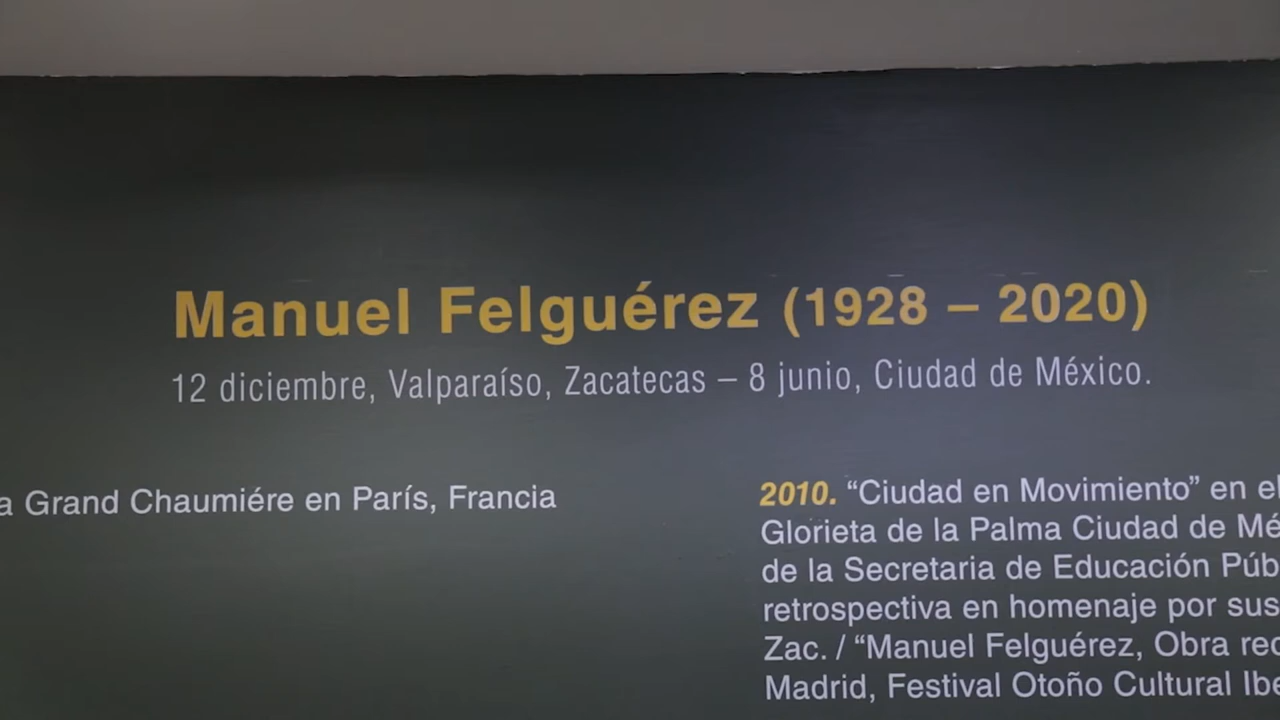 Manuel Felguérez (1928 – 2020)
12 diciembre, Valparaíso, Zacatecas – 8 junio, Ciudad de México.
a Grand Chaumiére en París, Francia
2010. “Ciudad en Movimiento” en el
Glorieta de la Palma Ciudad de Mé
de la Secretaria de Educación Púb
retrospectiva en homenaje por sus
Zac. / “Manuel Felguérez, Obra rec
Madrid, Festival Otoño Cultural Ibe